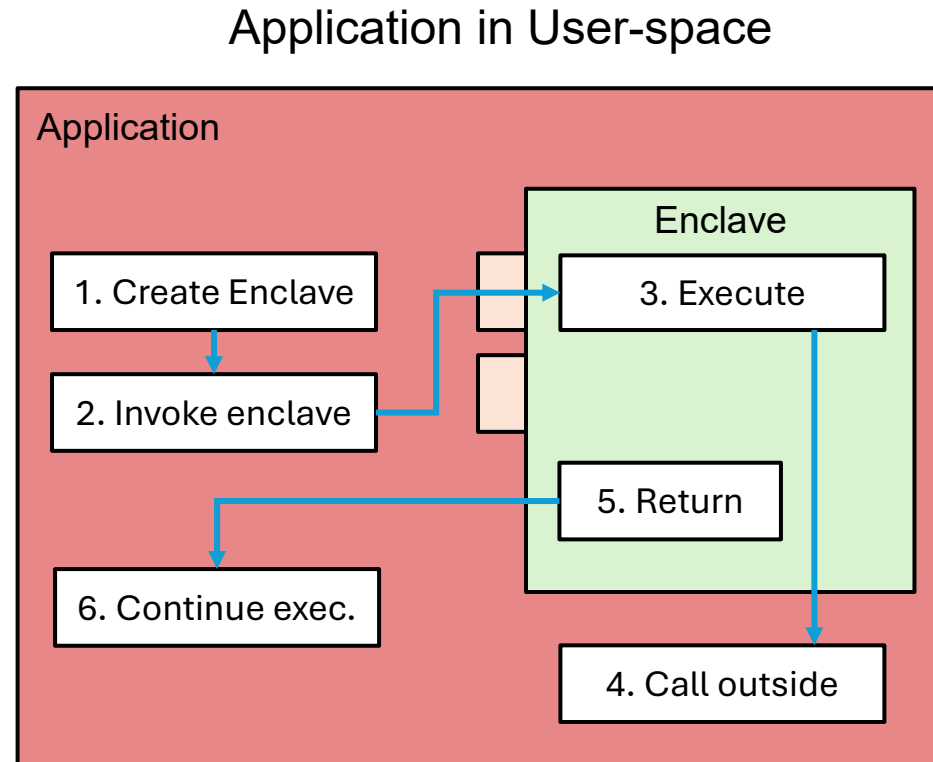 Application in User-space
Application
Enclave
1. Create Enclave
3. Execute
2. Invoke enclave
5. Return
6. Continue exec.
4. Call outside